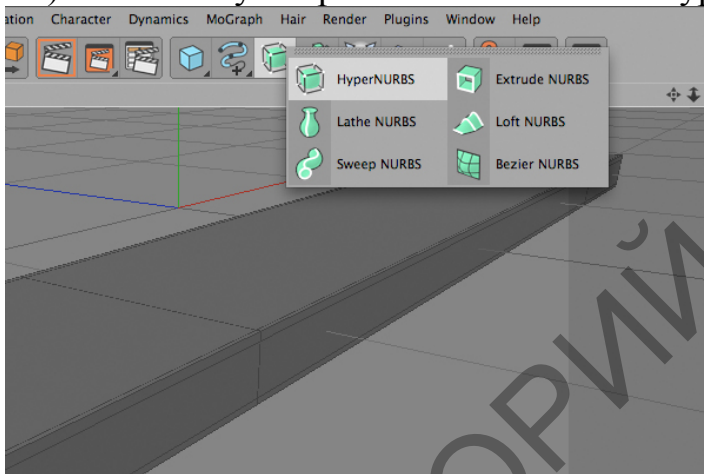 Character Dynamics MoGraph Hair Render Plugins Window Help
HyperNURBS Extrude NURBS
Lathe NURBS Loft NURBS
Sweep NURBS Bezier NURBS
ОРИЙ